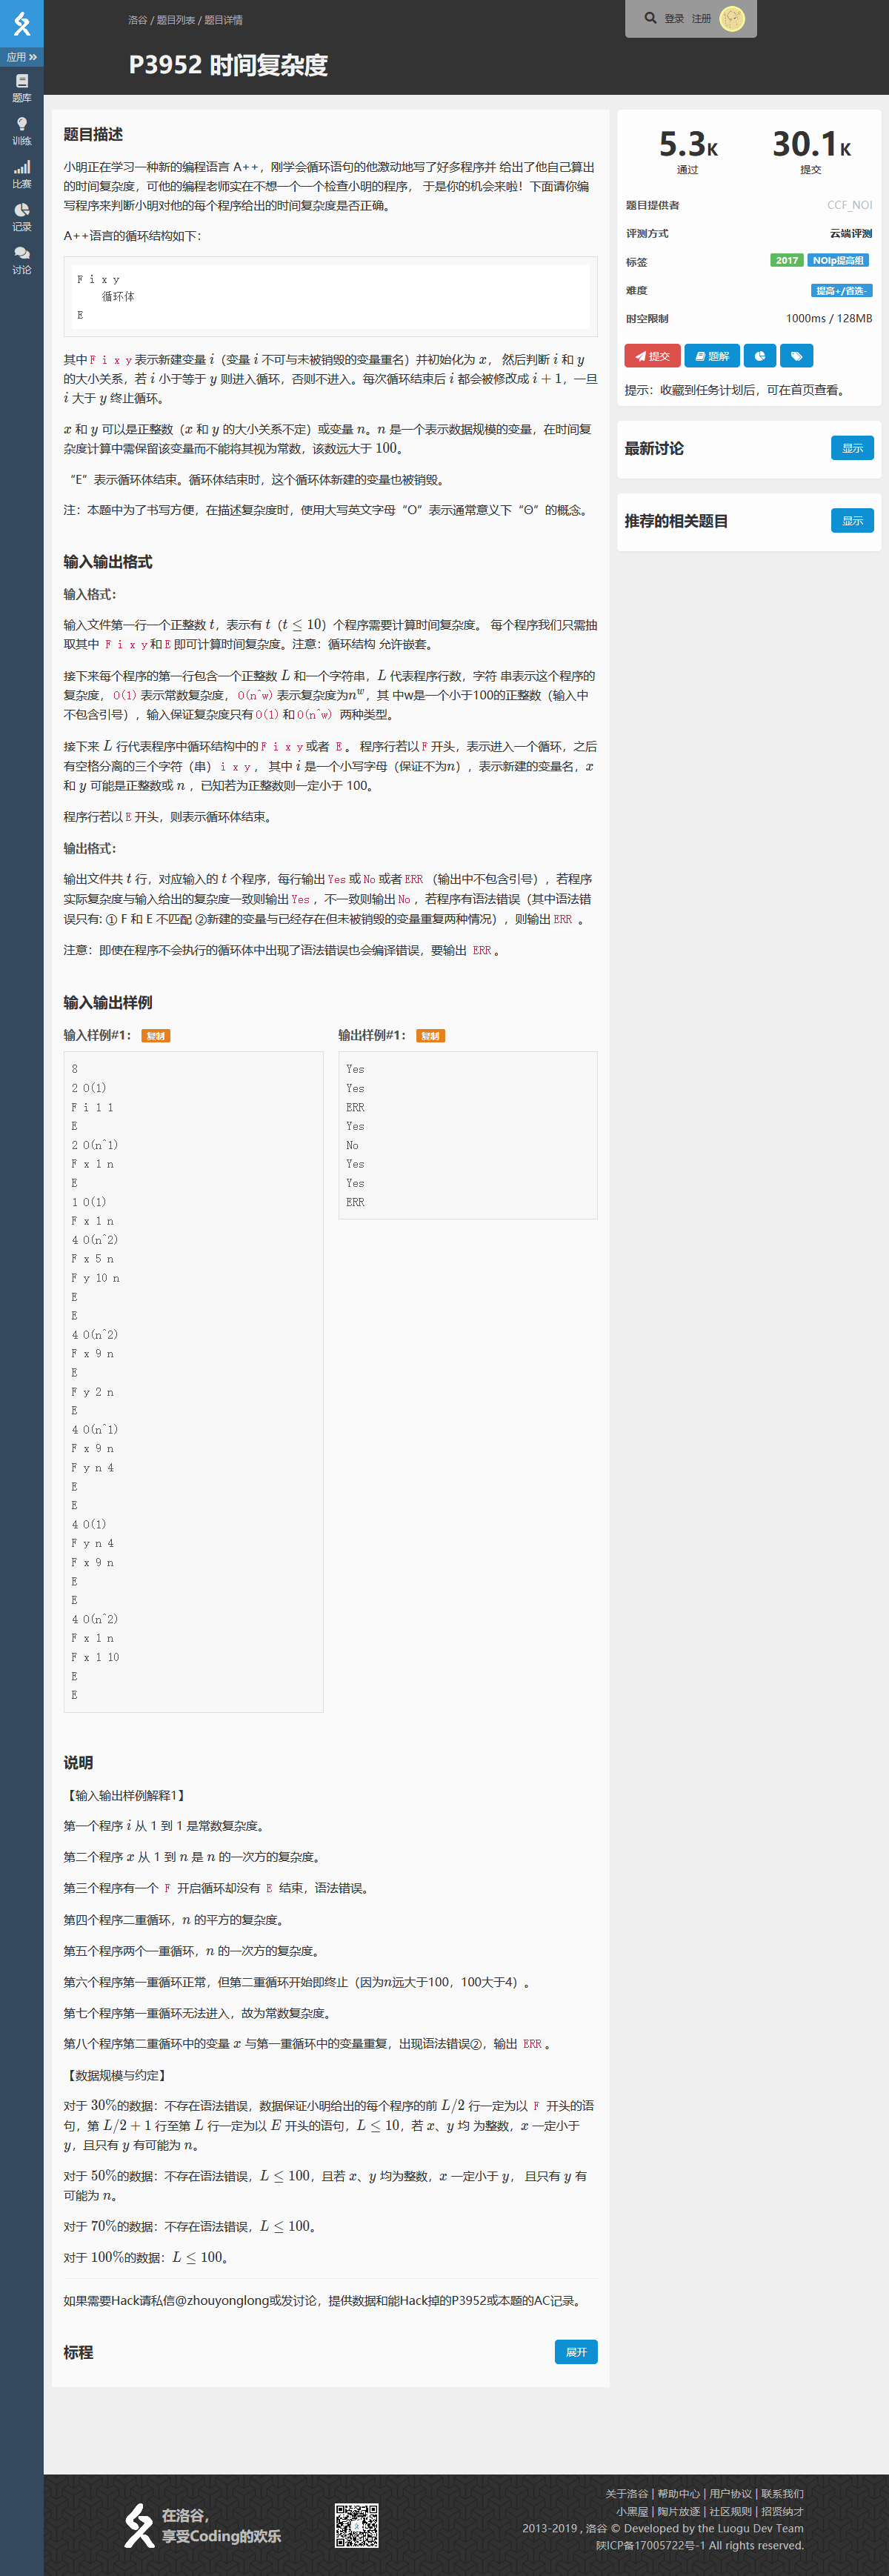 洛谷 / 题目列表 / 题目详情
登录 注册
P3952 时间复杂度
应用
题库
训练
比赛
记录
讨论
题目描述
小明正在学习一种新的编程语言 A++，刚学会循环语句的他激动地写了好多程序并 给出了他自己算出
的时间复杂度，可他的编程老师实在不想一个一个检查小明的程序， 于是你的机会来啦！下面请你编
写程序来判断小明对他的每个程序给出的时间复杂度是否正确。
A++语言的循环结构如下：
F i x y
循环体
E
其中 F i x y 表示新建变量 i（变量 i 不可与未被销毁的变量重名）并初始化为 x， 然后判断 i 和 y
的大小关系，若 i 小于等于 y 则进入循环，否则不进入。每次循环结束后 i 都会被修改成 i + 1，一旦
i 大于 y 终止循环。
x 和 y 可以是正整数（x 和 y 的大小关系不定）或变量 n。n 是一个表示数据规模的变量，在时间复
杂度计算中需保留该变量而不能将其视为常数，该数远大于 100。
“E”表示循环体结束。循环体结束时，这个循环体新建的变量也被销毁。
注：本题中为了书写方便，在描述复杂度时，使用大写英文字母“O”表示通常意义下“Θ”的概念。
输入输出格式
输入格式：
输入文件第一行一个正整数 t，表示有 t（t ≤ 10）个程序需要计算时间复杂度。 每个程序我们只需抽
取其中 F i x y 和 E 即可计算时间复杂度。注意：循环结构 允许嵌套。
接下来每个程序的第一行包含一个正整数 L 和一个字符串，L 代表程序行数，字符 串表示这个程序的
复杂度， O(1) 表示常数复杂度， O(n^w) 表示复杂度为n^w，其 中w是一个小于100的正整数（输入中
不包含引号），输入保证复杂度只有 O(1) 和 O(n^w) 两种类型。
接下来 L 行代表程序中循环结构中的 F i x y 或者 E 。 程序行若以 F 开头，表示进入一个循环，之后
有空格分离的三个字符（串） i x y ， 其中 i 是一个小写字母（保证不为n），表示新建的变量名，x
和 y 可能是正整数或 n ，已知若为正整数则一定小于 100。
程序行若以 E 开头，则表示循环体结束。
输出格式：
输出文件共 t 行，对应输入的 t 个程序，每行输出 Yes 或 No 或者 ERR （输出中不包含引号），若程序
实际复杂度与输入给出的复杂度一致则输出 Yes ，不一致则输出 No ，若程序有语法错误（其中语法错
误只有: ① F 和 E 不匹配 ②新建的变量与已经存在但未被销毁的变量重复两种情况），则输出 ERR 。
注意：即使在程序不会执行的循环体中出现了语法错误也会编译错误，要输出 ERR 。
输入输出样例
输入样例#1： 复制
8
2 O(1)
F i 1 1
E
2 O(n^1)
F x 1 n
E
1 O(1)
F x 1 n
4 O(n^2)
F x 5 n
F y 10 n
E
E
4 O(n^2)
F x 9 n
E
F y 2 n
E
4 O(n^1)
F x 9 n
F y n 4
E
E
4 O(1)
F y n 4
F x 9 n
E
E
4 O(n^2)
F x 1 n
F x 1 10
E
E
输出样例#1： 复制
Yes
Yes
ERR
Yes
No
Yes
Yes
ERR
说明
【输入输出样例解释1】
第一个程序 i 从 1 到 1 是常数复杂度。
第二个程序 x 从 1 到 n 是 n 的一次方的复杂度。
第三个程序有一个 F 开启循环却没有 E 结束，语法错误。
第四个程序二重循环，n 的平方的复杂度。
第五个程序两个一重循环，n 的一次方的复杂度。
第六个程序第一重循环正常，但第二重循环开始即终止（因为n远大于100，100大于4）。
第七个程序第一重循环无法进入，故为常数复杂度。
第八个程序第二重循环中的变量 x 与第一重循环中的变量重复，出现语法错误②，输出 ERR 。
【数据规模与约定】
对于 30%的数据：不存在语法错误，数据保证小明给出的每个程序的前 L/2 行一定为以 F 开头的语
句，第 L/2 + 1 行至第 L 行一定为以 E 开头的语句，L ≤ 10，若 x、y 均 为整数，x 一定小于
y，且只有 y 有可能为 n。
对于 50%的数据：不存在语法错误，L ≤ 100，且若 x、y 均为整数，x 一定小于 y， 且只有 y 有
可能为 n。
对于 70%的数据：不存在语法错误，L ≤ 100。
对于 100%的数据：L ≤ 100。
如果需要Hack请私信@zhouyonglong或发讨论，提供数据和能Hack掉的P3952或本题的AC记录。
标程
展开
5.3K 30.1K
通过 提交
题目提供者 CCF_NOI
评测方式 云端评测
标签 2017 NOIp提高组
难度 提高+/省选-
时空限制 1000ms / 128MB
提交 题解
提示：收藏到任务计划后，可在首页查看。
最新讨论 显示
推荐的相关题目 显示
在洛谷，
享受Coding的欢乐
关于洛谷 | 帮助中心 | 用户协议 | 联系我们
小黑屋 | 陶片放逐 | 社区规则 | 招贤纳才
2013-2019 , 洛谷 © Developed by the Luogu Dev Team
陕ICP备17005722号-1 All rights reserved.